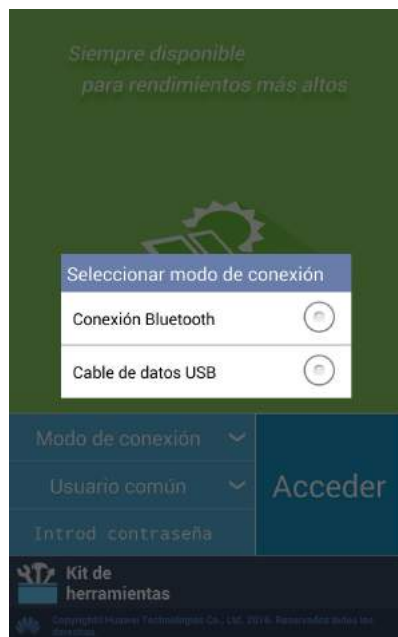 Siempre disponible
para rendimientos más altos
Seleccionar modo de conexión
Conexión Bluetooth
Cable de datos USB
Modo de conexión
Usuario común
Acceder
Introd contraseña
Kit de
herramientas
Copyright©Huawei Technologies Co., Ltd. 2016. Reservados todos los
derechos.